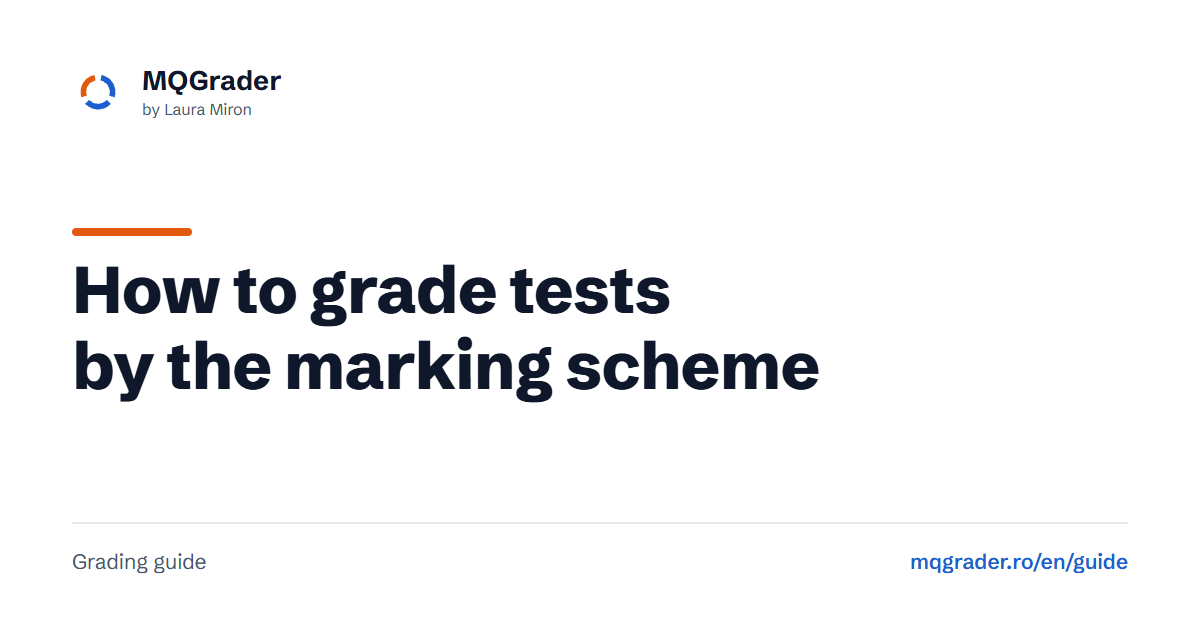 MQGrader
by Laura Miron
How to grade tests
by the marking scheme
Grading guide
mqgrader.ro/en/guide